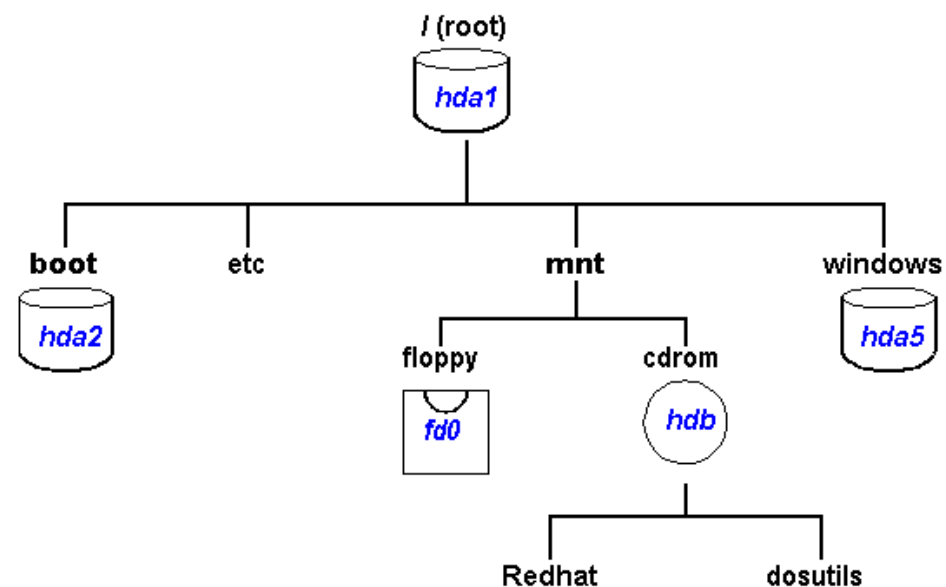 / (root)
hda1
boot
etc
mnt
windows
hda2
hda5
floppy
cdrom
fd0
hdb
Redhat
dosutils